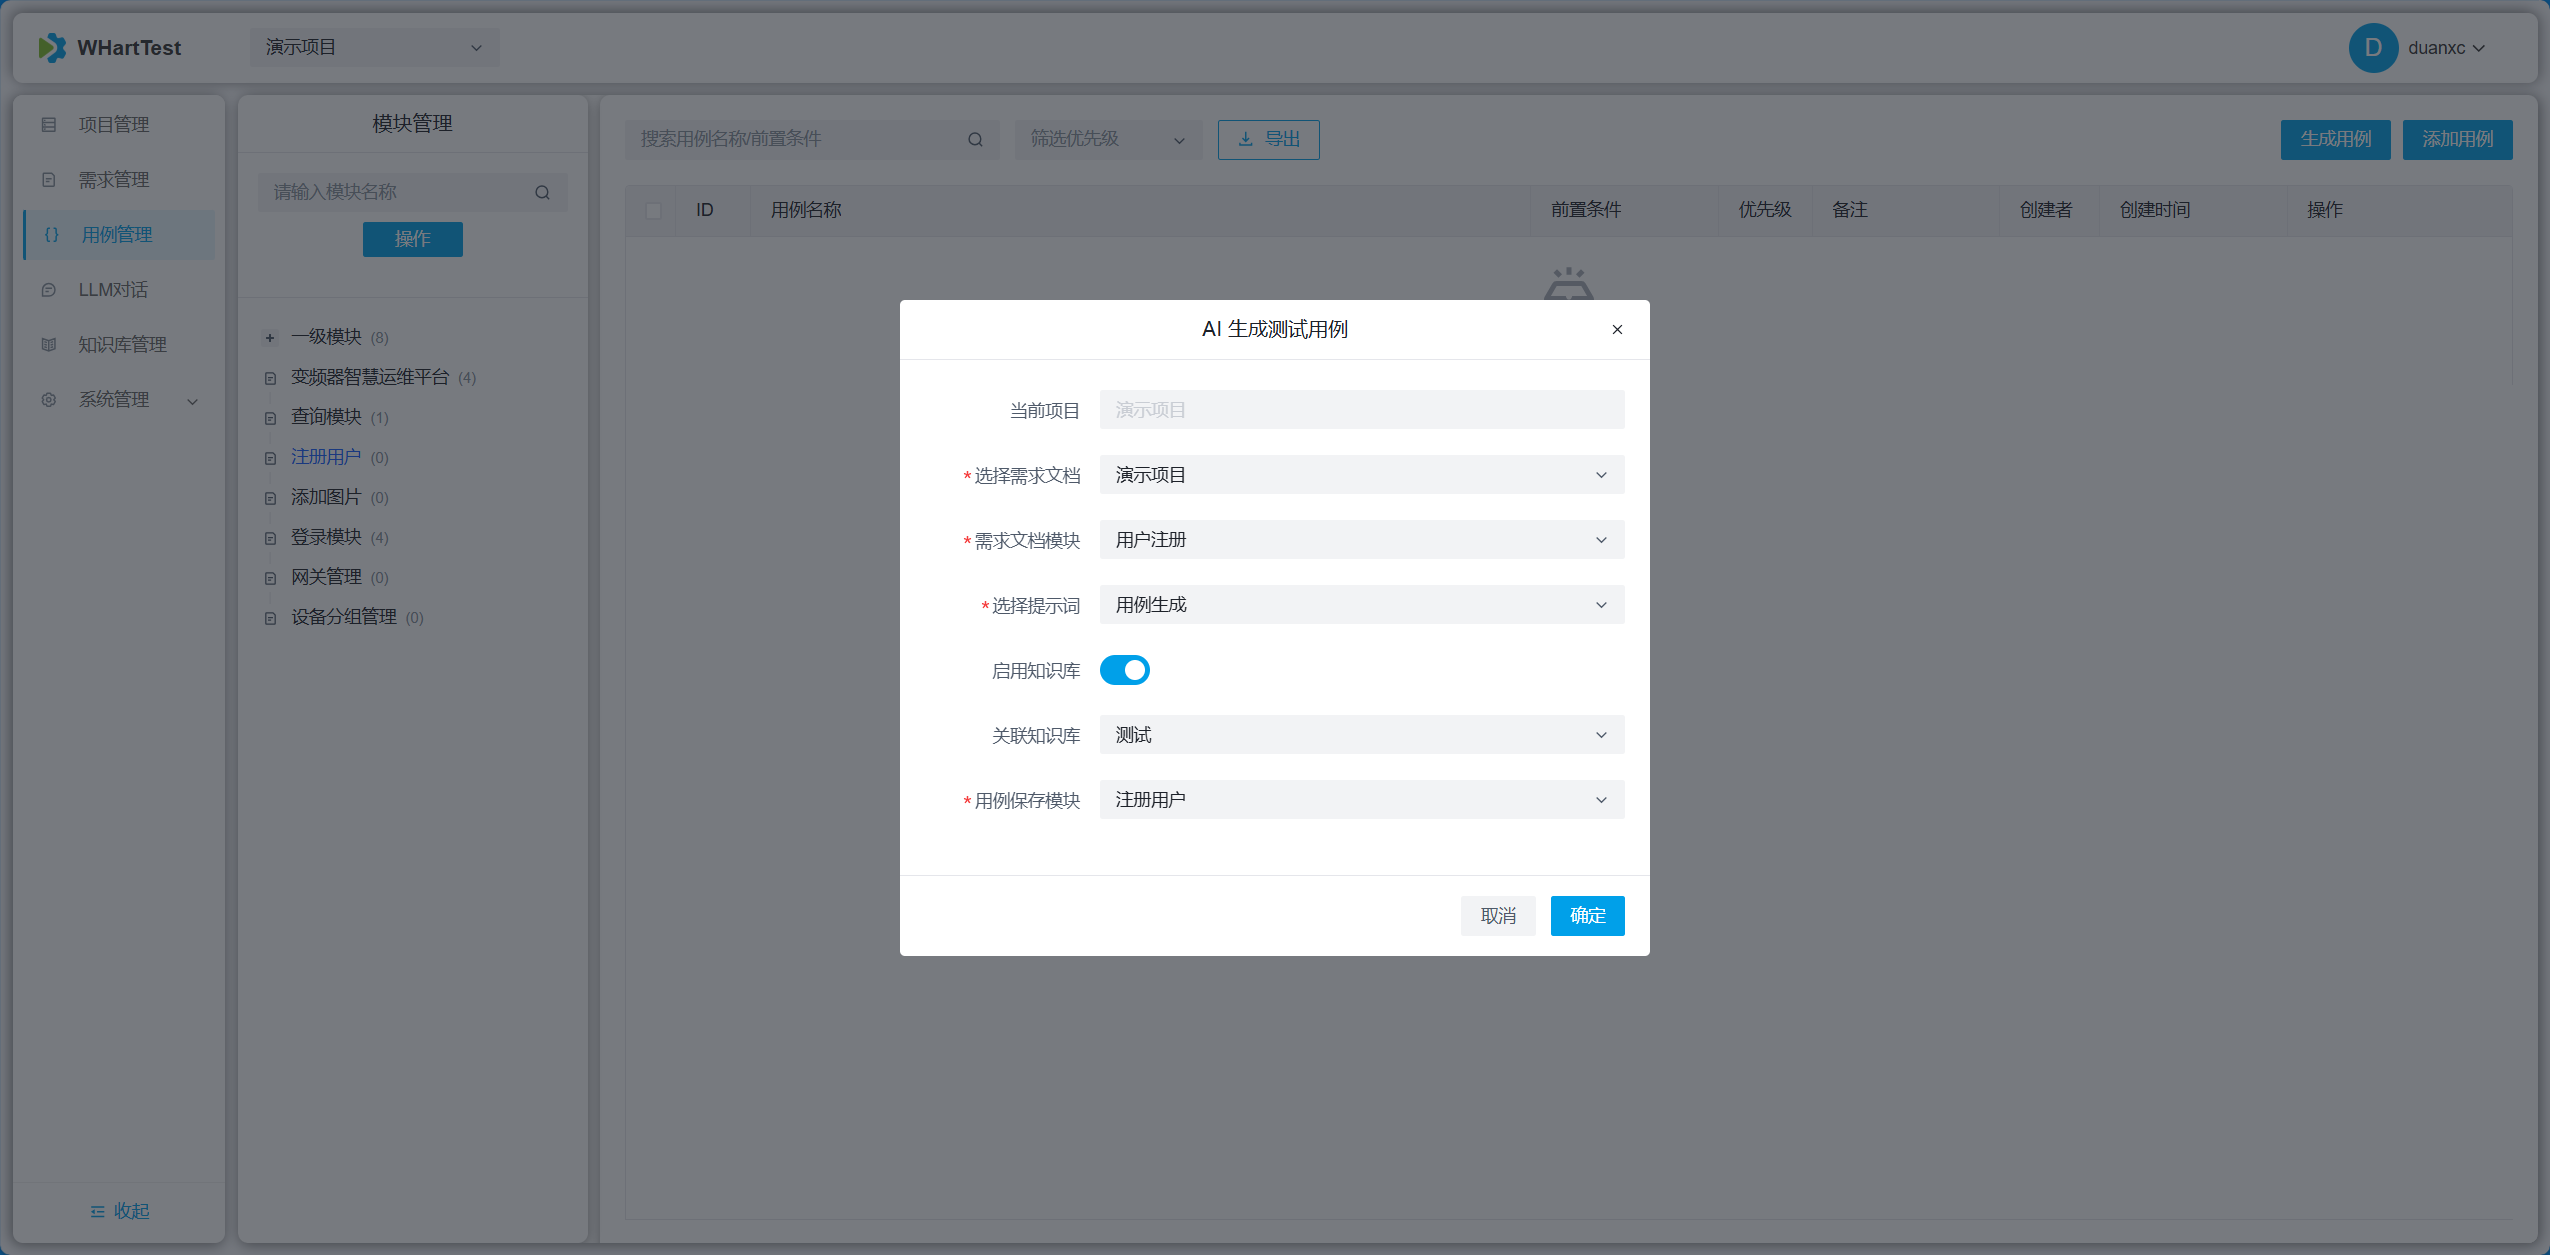 WHartTest
演示项目
D
duanxc
项目管理
需求管理
用例管理
LLM对话
知识库管理
系统管理
收起
模块管理
请输入模块名称
操作
一级模块 (8)
变频器智慧运维平台 (4)
查询模块 (1)
注册用户 (0)
添加图片 (0)
登录模块 (4)
网关管理 (0)
设备分组管理 (0)
搜索用例名称/前置条件
筛选优先级
导出
生成用例
添加用例
ID 用例名称 前置条件 优先级 备注 创建者 创建时间 操作
AI 生成测试用例
当前项目 演示项目
*选择需求文档 演示项目
*需求文档模块 用户注册
*选择提示词 用例生成
启用知识库
关联知识库 测试
*用例保存模块 注册用户
取消 确定